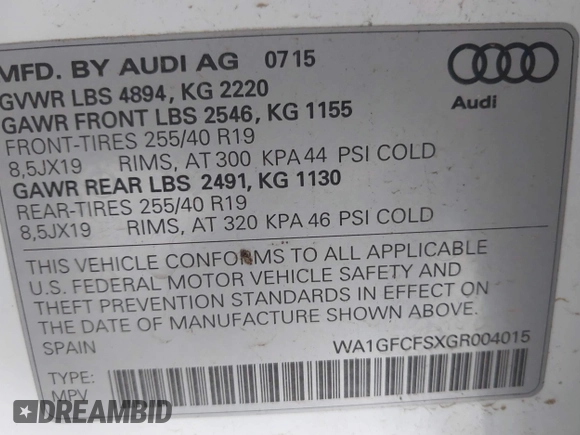 MFD. BY AUDI AG 0715
GVWR LBS 4894, KG 2220
GAWR FRONT LBS 2546, KG 1155
FRONT-TIRES 255/40 R19
8,5JX19 RIMS, AT 300 KPA 44 PSI COLD
GAWR REAR LBS 2491, KG 1130
REAR-TIRES 255/40 R19
8,5JX19 RIMS, AT 320 KPA 46 PSI COLD
Audi
THIS VEHICLE CONFORMS TO ALL APPLICABLE
U.S. FEDERAL MOTOR VEHICLE SAFETY AND
THEFT PREVENTION STANDARDS IN EFFECT ON
THE DATE OF MANUFACTURE SHOWN ABOVE.
SPAIN WA1GFCFSXGR004015
TYPE:
MPV
DREAMBID